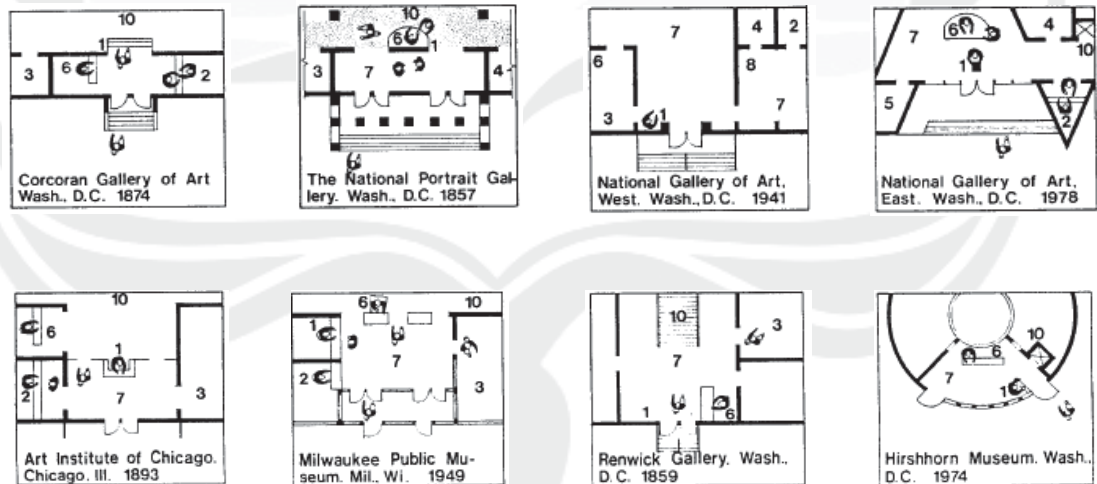 10
1
3
6
2
Corcoran Gallery of Art
Wash., D.C. 1874
10
6
1
3
7
4
The National Portrait Gal-
lery. Wash., D.C. 1857
7
4
2
6
8
1
7
3
National Gallery of Art,
West. Wash., D.C. 1941
7
6
4
10
1
5
2
National Gallery of Art,
East. Wash., D.C. 1978
10
6
1
2
7
3
Art Institute of Chicago.
Chicago. Ill. 1893
6
10
1
7
2
3
Milwaukee Public Mu-
seum. Mil., Wi. 1949
10
3
7
1
6
Renwick Gallery. Wash.,
D.C. 1859
10
6
7
1
Hirshhorn Museum. Wash.,
D.C. 1974